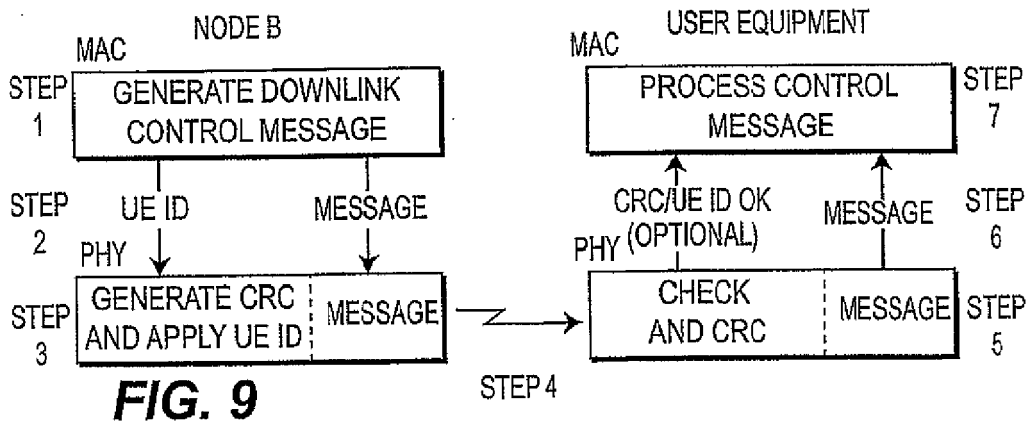 NODE B
USER EQUIPMENT
MAC
MAC
STEP
1
GENERATE DOWNLINK
CONTROL MESSAGE
PROCESS CONTROL
MESSAGE
STEP
7
STEP
2
UE ID
MESSAGE
CRC/UE ID OK
(OPTIONAL)
MESSAGE
STEP
6
PHY
PHY
STEP
3
GENERATE CRC
AND APPLY UE ID
MESSAGE
CHECK
AND CRC
MESSAGE
STEP
5
STEP 4
FIG. 9